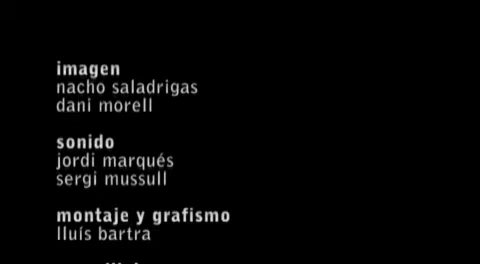 imagen
nacho saladrigas
dani morell
sonido
jordi marqués
sergi mussull
montaje y grafismo
lluís bartra